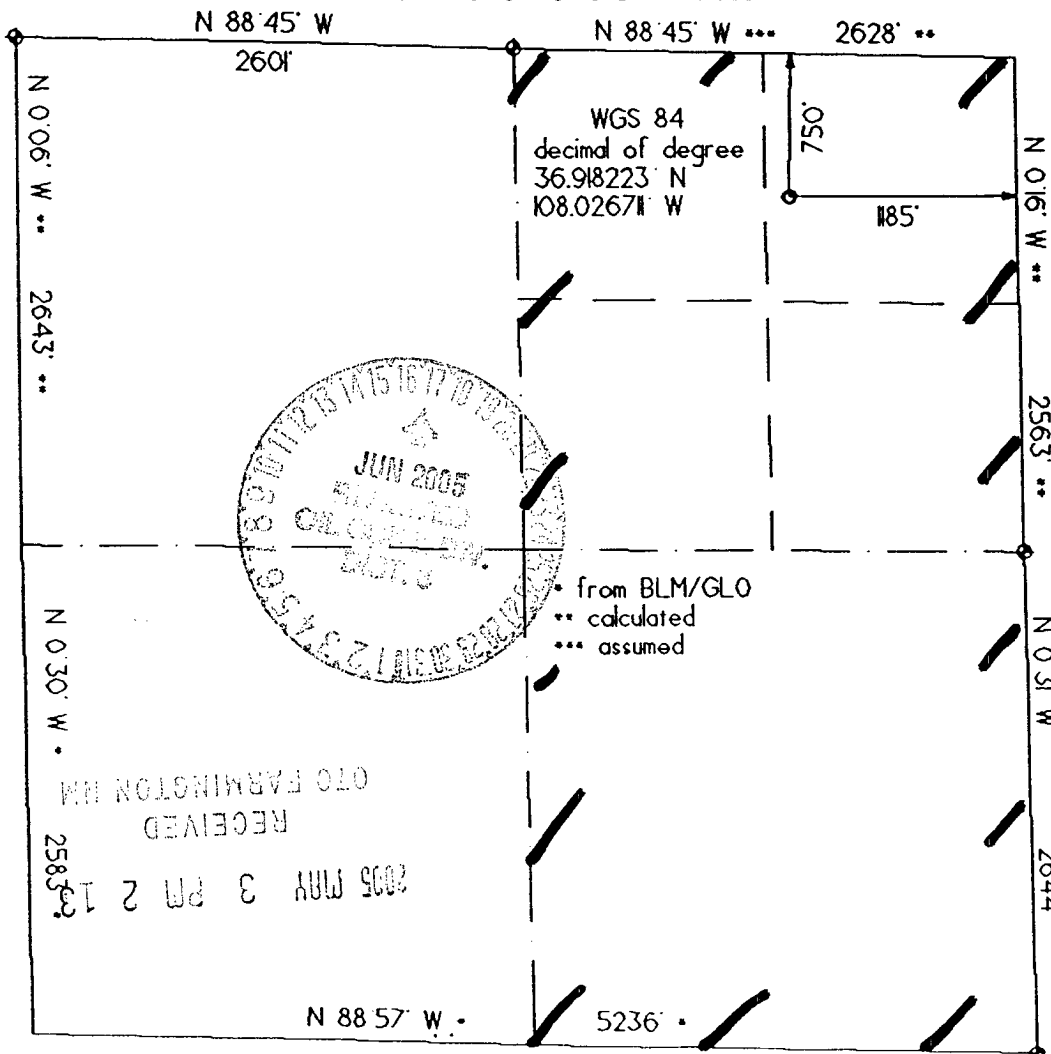 N 88°45' W
2601'
N 88°45' W ***
2628' **
N 0°06' W **
2643' **
WGS 84
decimal of degree
36.918223° N
108.026711° W
750'
1185'
N 0°16' W **
2563' **
JUN 2005
* from BLM/GLO
** calculated
*** assumed
N 0°30' W *
2583'
N 0°31' W
2644
2005 MAY 3 PM 2 13
RECEIVED
OTO FARMINGTON NM
N 88°57' W *
5236' *